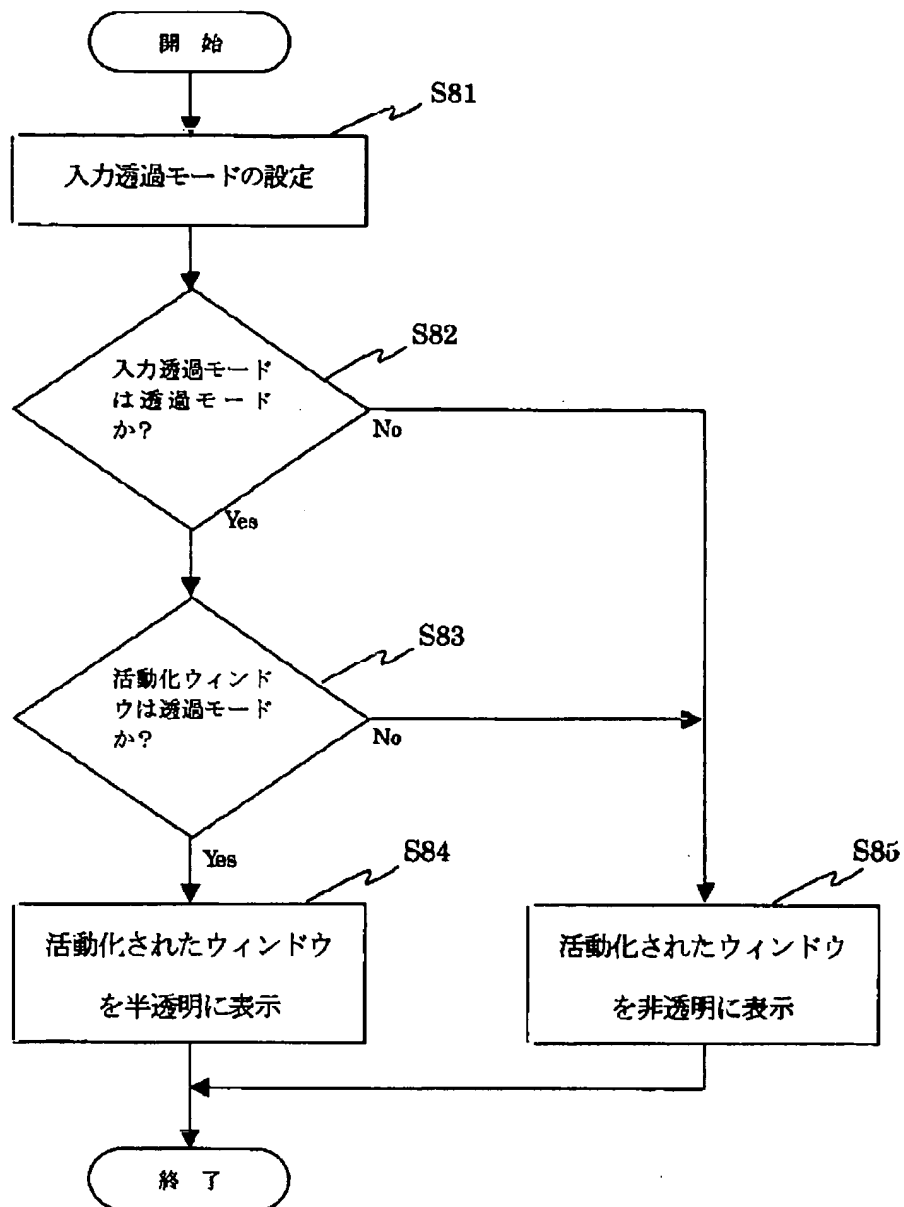 開 始
S81
入力透過モードの設定
S82
入力透過モード
は透過モード
か?
No
Yes
S83
活動化ウィンド
ウは透過モード
か?
No
Yes
S84
活動化されたウィンドウ
を半透明に表示
S85
活動化されたウィンドウ
を非透明に表示
終 了